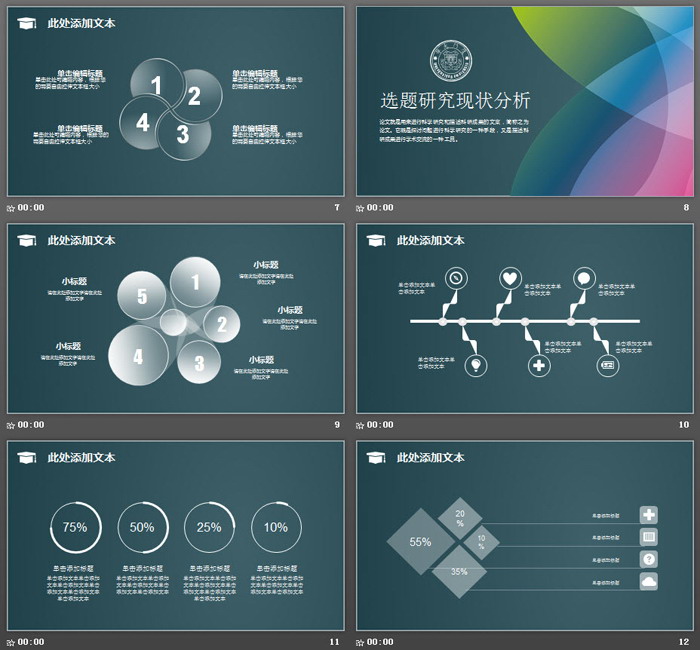 此处添加文本
单击编辑标题
单击此处可编辑内容，根据您
的需要自由拉伸文本框大小
1
2
单击编辑标题
单击此处可编辑内容，根据您
的需要自由拉伸文本框大小
单击编辑标题
单击此处可编辑内容，根据您的
需要自由拉伸文本框大小
4
3
单击编辑标题
单击此处可编辑内容，根据您
的需要自由拉伸文本框大小
00:00
7
选题研究现状分析
论文就是用来进行科学研究和描述科研成果的文章，简称之为
论文。它既是探讨问题进行科学研究的一种手段，又是描述科
研成果进行学术交流的一种工具。
00:00
8
此处添加文本
小标题
请在此处添加文字请在此处
添加文字
5
1
小标题
请在此处添加文字请在此处
添加文字
2
小标题
请在此处添加文字请在此处
添加文字
小标题
请在此处添加文字请在此处
添加文字
4
3
小标题
请在此处添加文字请在此处
添加文字
00:00
9
此处添加文本
单击添加文本单
击添加文本
单击添加文本单
击添加文本
单击添加文本单
击添加文本
单击添加文本单
击添加文本
单击添加文本单
击添加文本
单击添加文本单
击添加文本
00:00
10
此处添加文本
75%
50%
25%
10%
单击添加标题
单击添加文本单击添加
文本单击添加文本单击
添加文本单击添加文本
单击添加文本
单击添加标题
单击添加文本单击添加
文本单击添加文本单击
添加文本单击添加文本
单击添加文本
单击添加标题
单击添加文本单击添加
文本单击添加文本单击
添加文本单击添加文本
单击添加文本
单击添加标题
单击添加文本单击添加
文本单击添加文本单击
添加文本单击添加文本
单击添加文本
00:00
11
此处添加文本
20
%
55%
10
%
35%
单击添加标题
单击添加标题
单击添加标题
单击添加标题
00:00
12